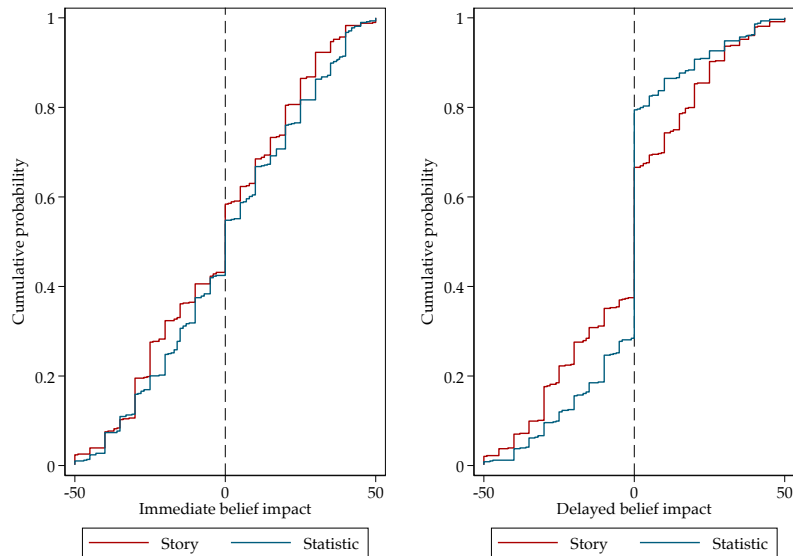 1
0.8
0.6
0.4
0.2
0
Cumulative probability
-50
0
50
Immediate belief impact
Story
Statistic
1
0.8
0.6
0.4
0.2
0
Cumulative probability
-50
0
50
Delayed belief impact
Story
Statistic